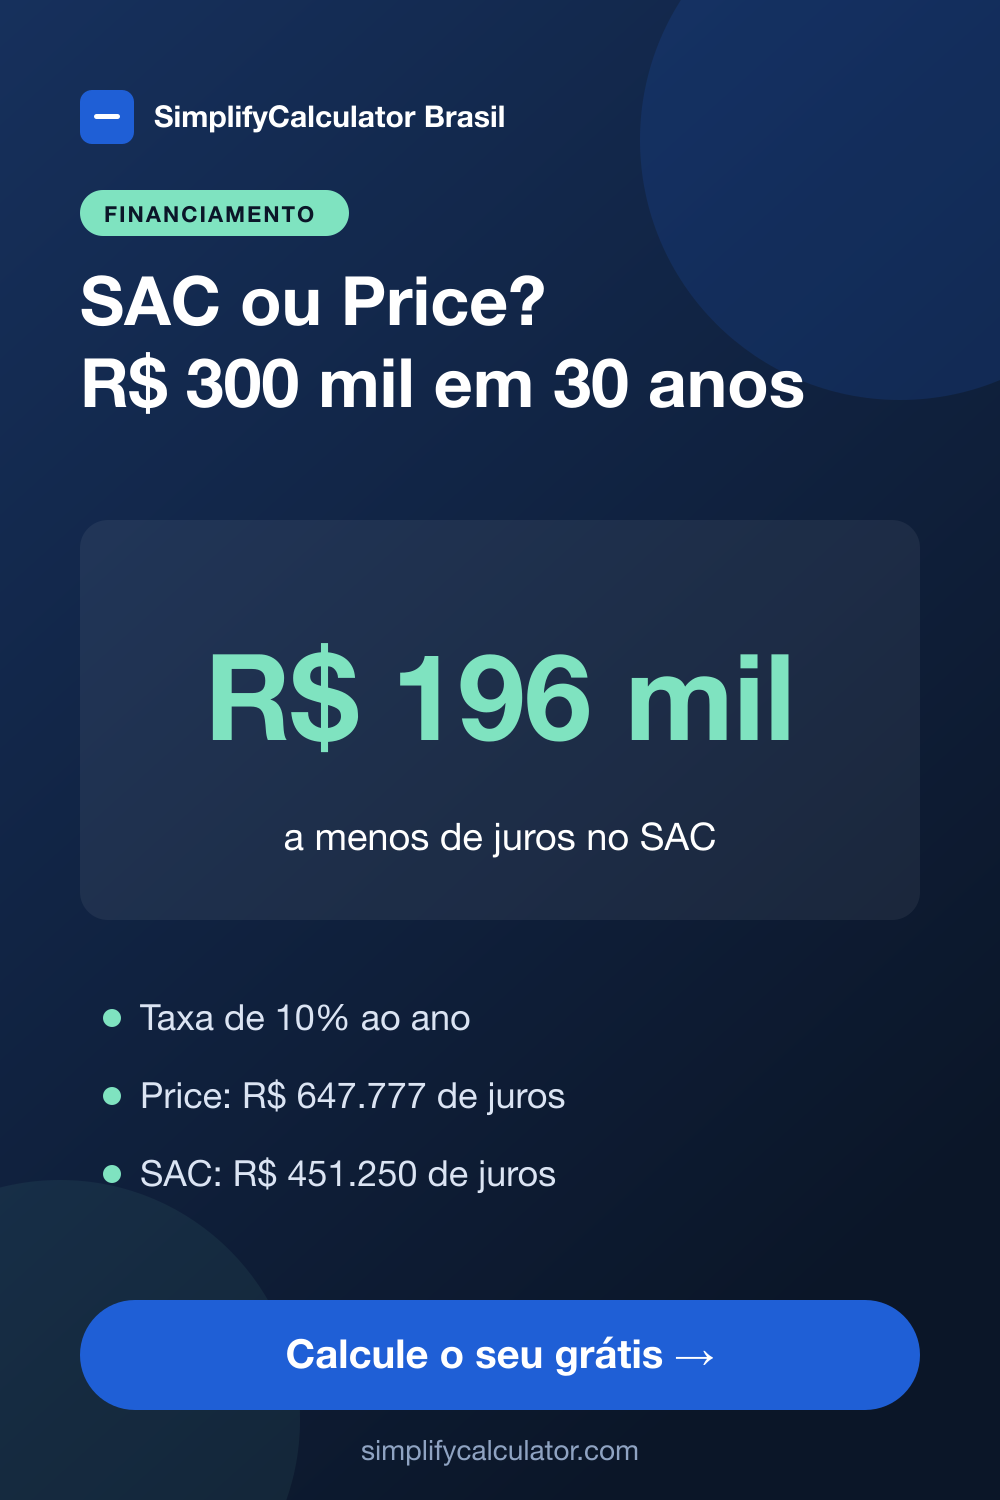 SimplifyCalculator Brasil
FINANCIAMENTO
SAC ou Price?
R$ 300 mil em 30 anos
R$ 196 mil
a menos de juros no SAC
Taxa de 10% ao ano
Price: R$ 647.777 de juros
SAC: R$ 451.250 de juros
Calcule o seu grátis →
simplifycalculator.com